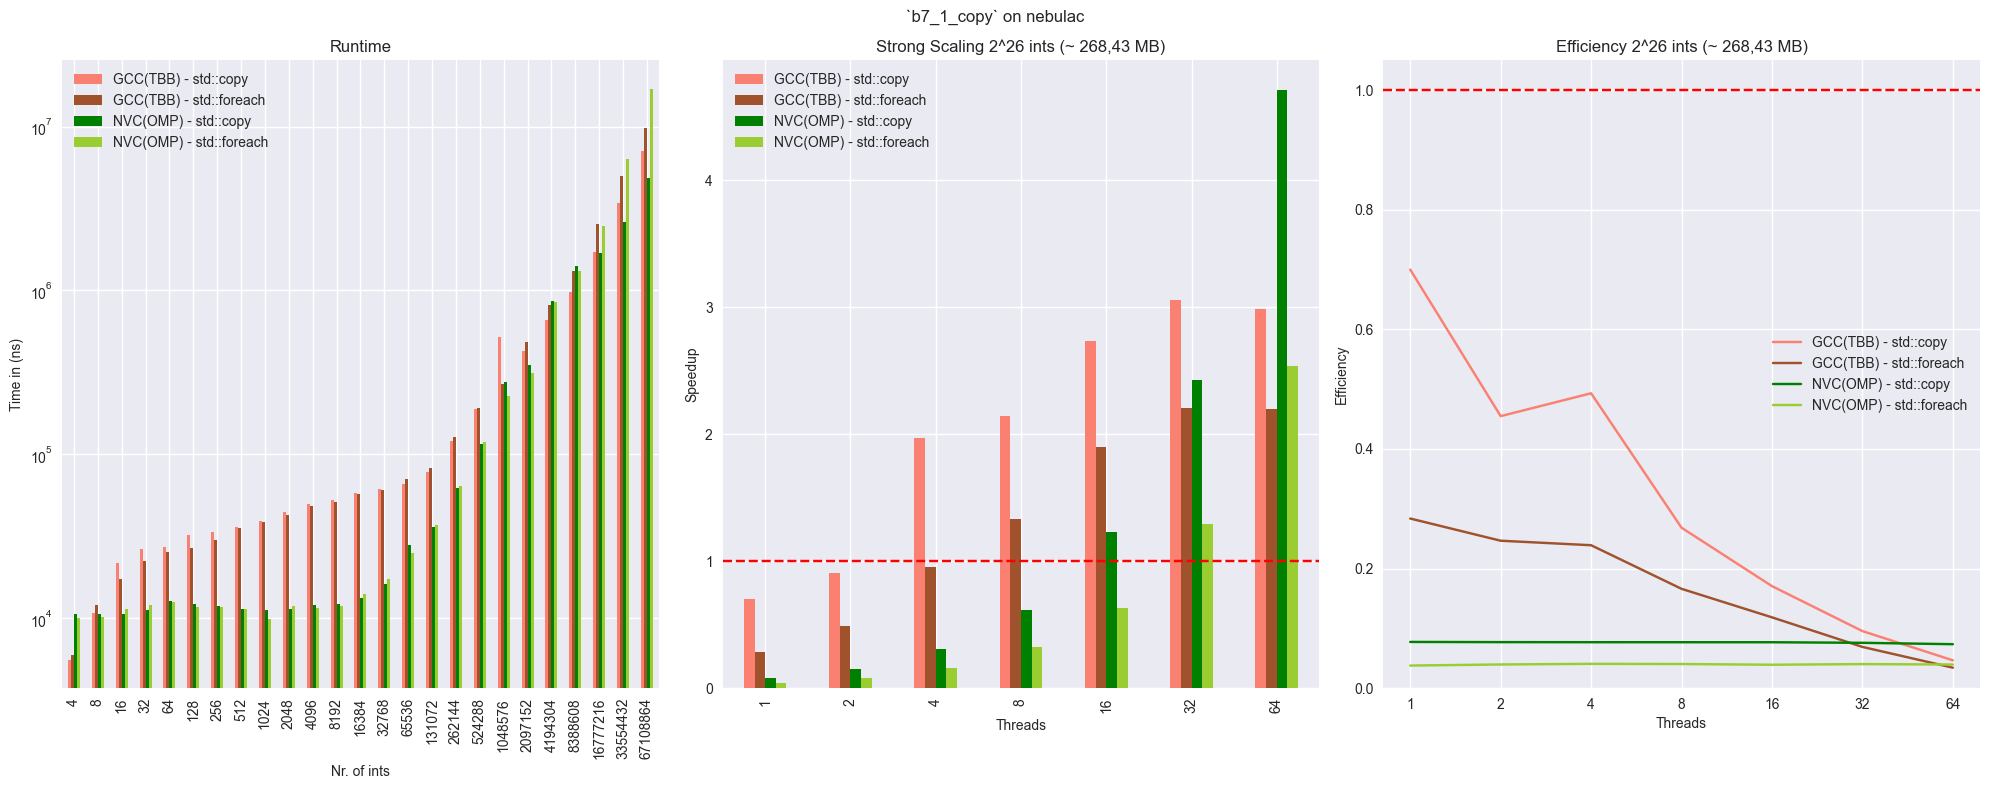 `b7_1_copy` on nebulac
Runtime
GCC(TBB) - std::copy
GCC(TBB) - std::foreach
NVC(OMP) - std::copy
NVC(OMP) - std::foreach
Time in (ns)
10^7
10^6
10^5
10^4
4
8
16
32
64
128
256
512
1024
2048
4096
8192
16384
32768
65536
131072
262144
524288
1048576
2097152
4194304
8388608
16777216
33554432
67108864
Nr. of ints
Strong Scaling 2^26 ints (~ 268,43 MB)
GCC(TBB) - std::copy
GCC(TBB) - std::foreach
NVC(OMP) - std::copy
NVC(OMP) - std::foreach
Speedup
4
3
2
1
0
1
2
4
8
16
32
64
Threads
Efficiency 2^26 ints (~ 268,43 MB)
Efficiency
1.0
0.8
0.6
0.4
0.2
0.0
GCC(TBB) - std::copy
GCC(TBB) - std::foreach
NVC(OMP) - std::copy
NVC(OMP) - std::foreach
1
2
4
8
16
32
64
Threads